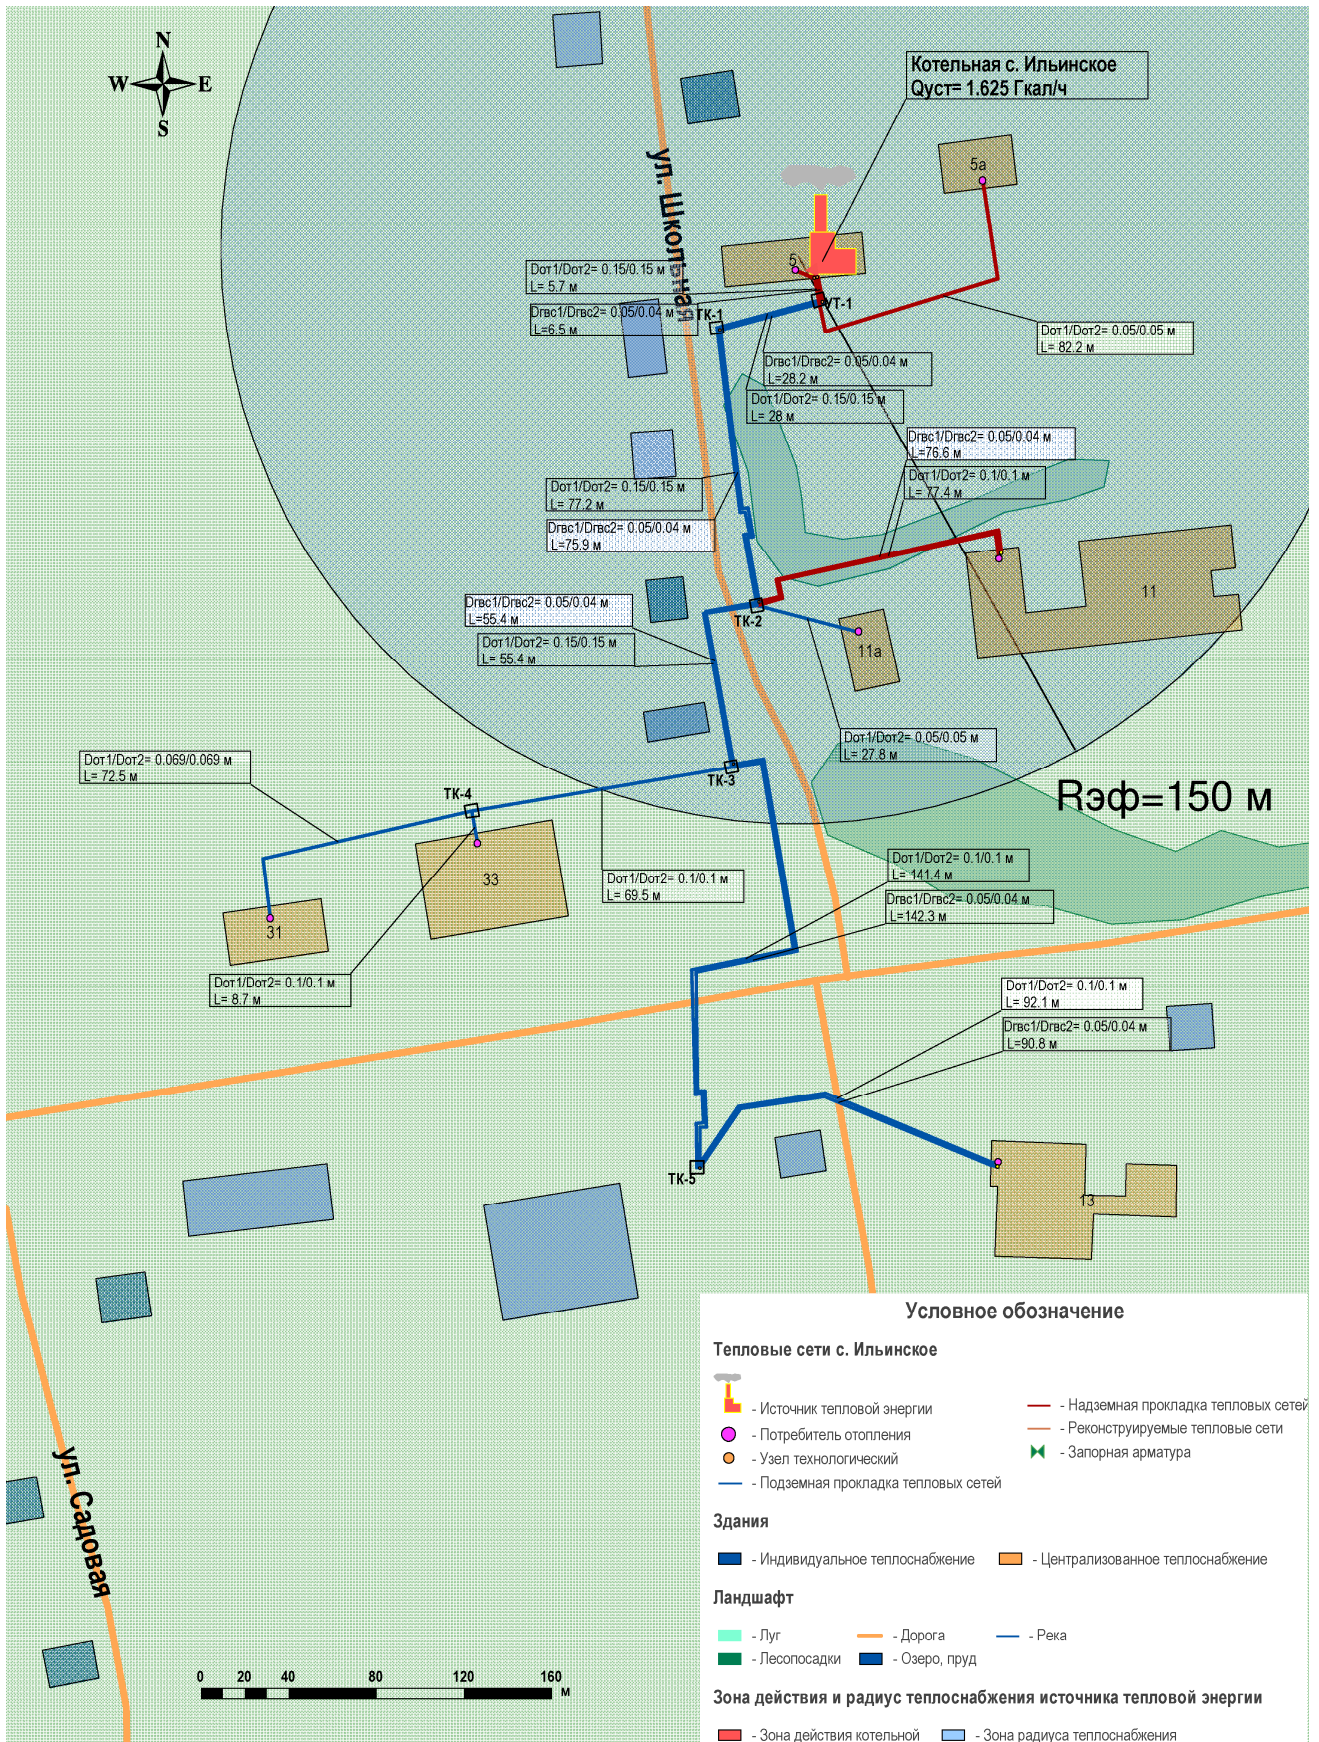 N
W E
S
Котельная с. Ильинское
Qуст= 1.625 Гкал/ч
ул. Школьная
5а
5
Dот1/Dот2= 0.15/0.15 м
L= 5.7 м
Dгвс1/Dгвс2= 0.05/0.04 м
L=6.5 м
ТК-1
УТ-1
Dот1/Dот2= 0.05/0.05 м
L= 82.2 м
Dгвс1/Dгвс2= 0.05/0.04 м
L=28.2 м
Dот1/Dот2= 0.15/0.15 м
L= 28 м
Dгвс1/Dгвс2= 0.05/0.04 м
L=76.6 м
Dот1/Dот2= 0.1/0.1 м
L= 77.4 м
Dот1/Dот2= 0.15/0.15 м
L= 77.2 м
Dгвс1/Dгвс2= 0.05/0.04 м
L=75.9 м
11
Dгвс1/Dгвс2= 0.05/0.04 м
L=55.4 м
Dот1/Dот2= 0.15/0.15 м
L= 55.4 м
ТК-2
11а
Dот1/Dот2= 0.05/0.05 м
L= 27.8 м
Dот1/Dот2= 0.069/0.069 м
L= 72.5 м
ТК-3
ТК-4
Rэф=150 м
33
Dот1/Dот2= 0.1/0.1 м
L= 69.5 м
Dот1/Dот2= 0.1/0.1 м
L= 141.4 м
Dгвс1/Dгвс2= 0.05/0.04 м
L=142.3 м
31
Dот1/Dот2= 0.1/0.1 м
L= 8.7 м
Dот1/Dот2= 0.1/0.1 м
L= 92.1 м
Dгвс1/Dгвс2= 0.05/0.04 м
L=90.8 м
ТК-5
13
ул. Садовая
0 20 40 80 120 160
м
Условное обозначение
Тепловые сети с. Ильинское
- Источник тепловой энергии
- Потребитель отопления
- Узел технологический
- Подземная прокладка тепловых сетей
- Надземная прокладка тепловых сетей
- Реконструируемые тепловые сети
- Запорная арматура
Здания
- Индивидуальное теплоснабжение - Централизованное теплоснабжение
Ландшафт
- Луг - Дорога - Река
- Лесопосадки - Озеро, пруд
Зона действия и радиус теплоснабжения источника тепловой энергии
- Зона действия котельной - Зона радиуса теплоснабжения